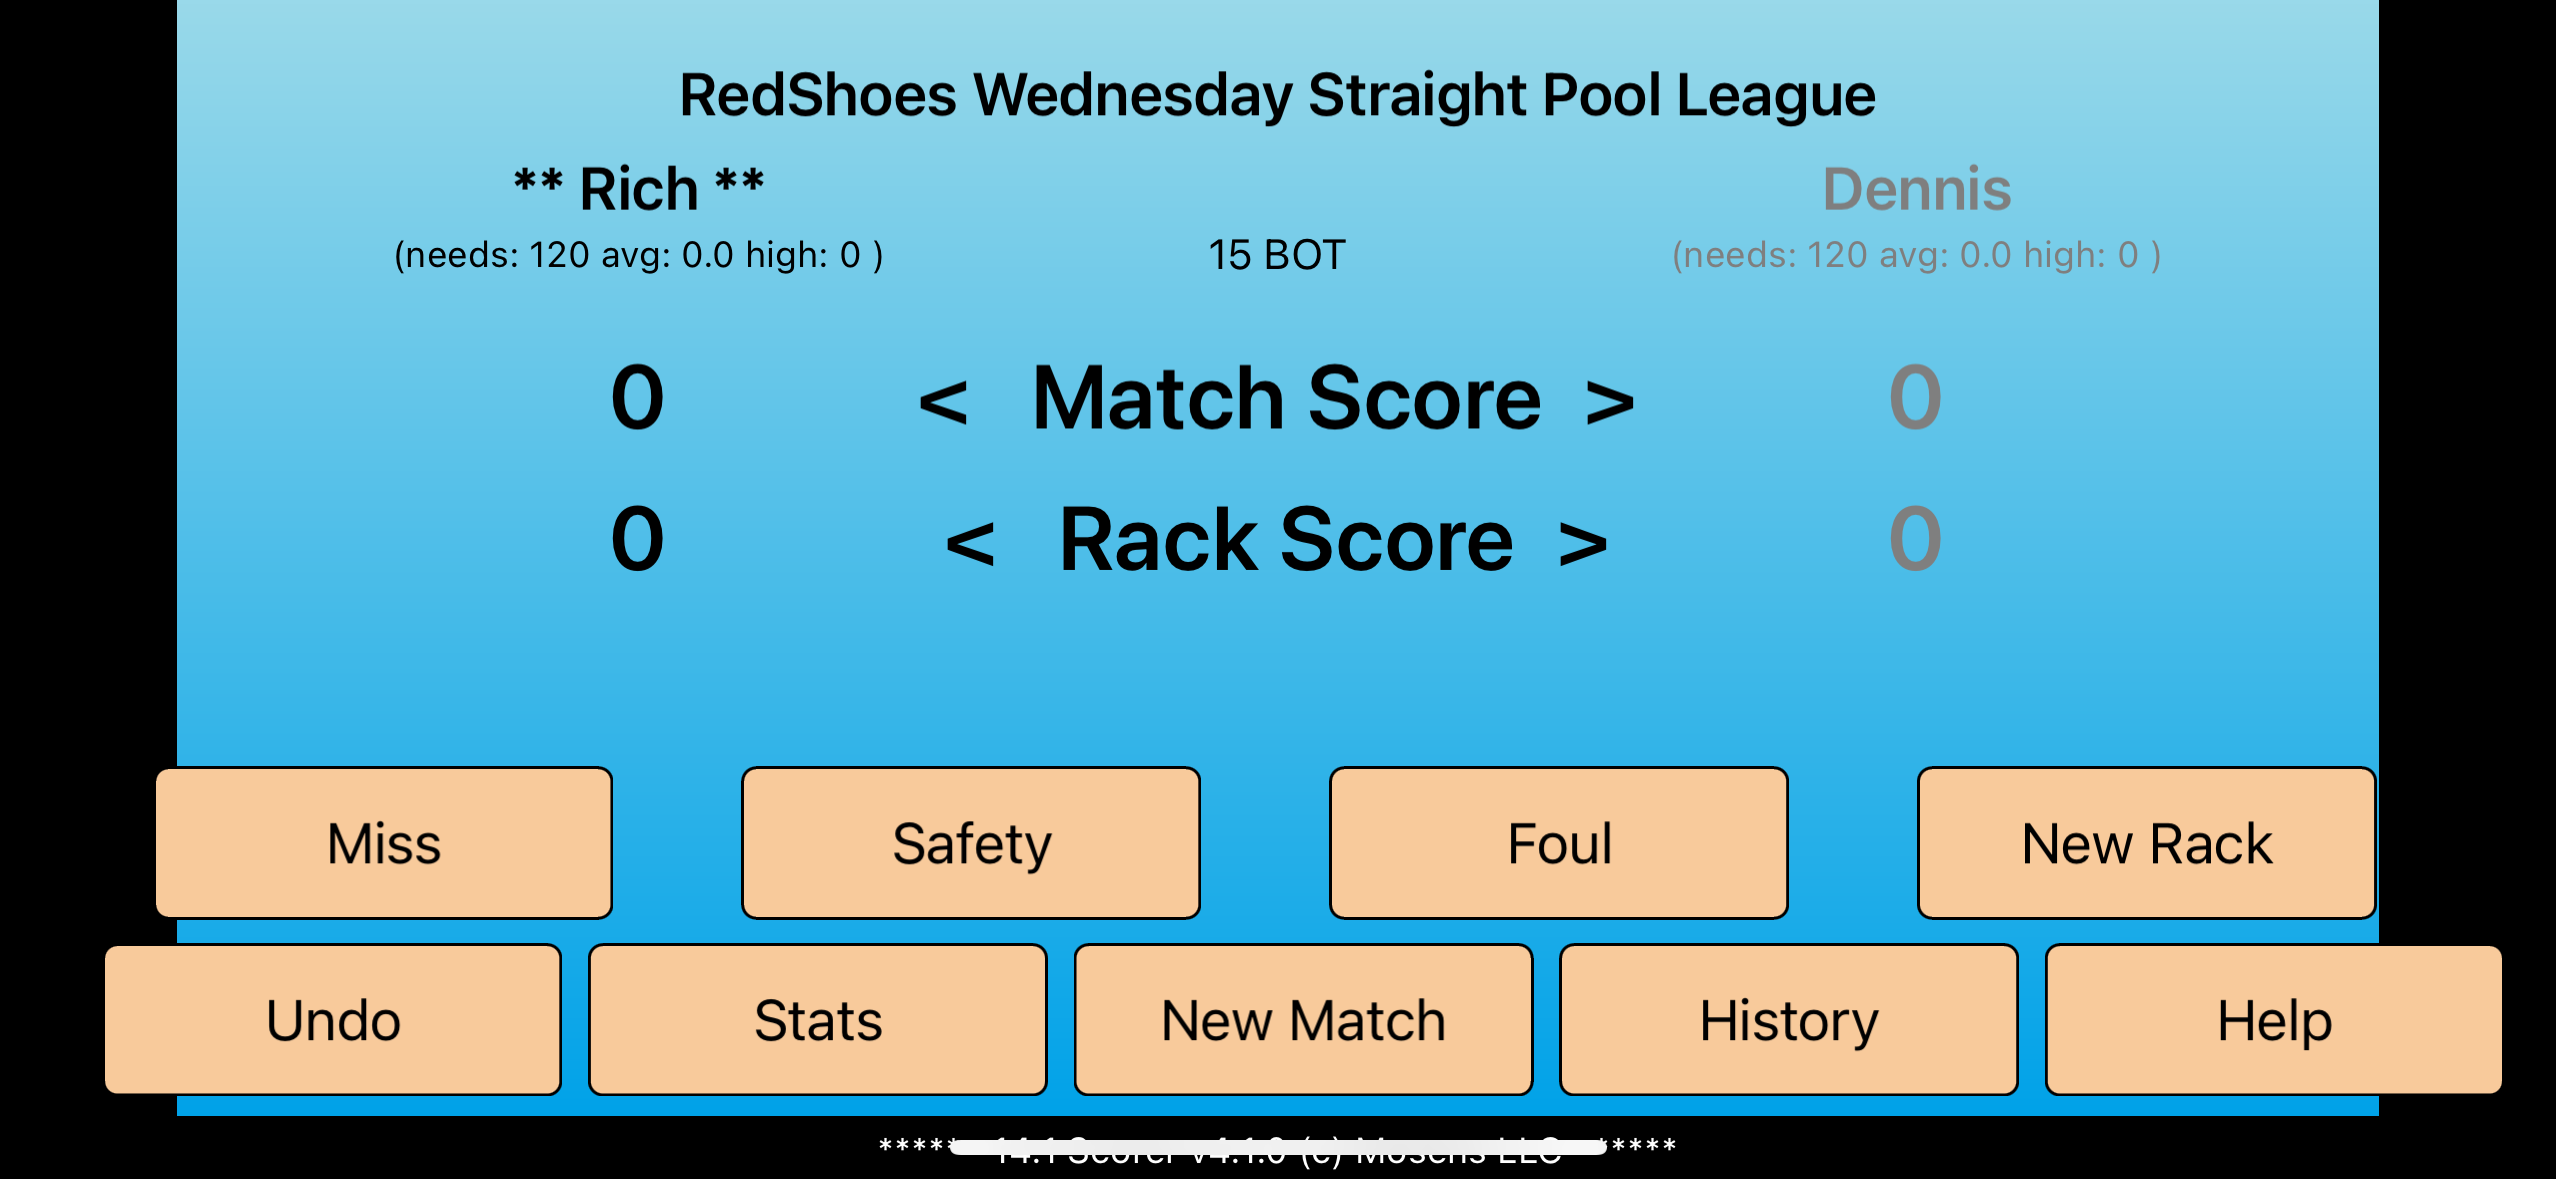 RedShoes Wednesday Straight Pool League
** Rich **
Dennis
(needs: 120 avg: 0.0 high: 0 )
15 BOT
(needs: 120 avg: 0.0 high: 0 )
0 < Match Score > 0
0 < Rack Score > 0
Miss Safety Foul New Rack
Undo Stats New Match History Help
***** 14.1 Scorer v4.1.0 (c) Mosens LLC *****